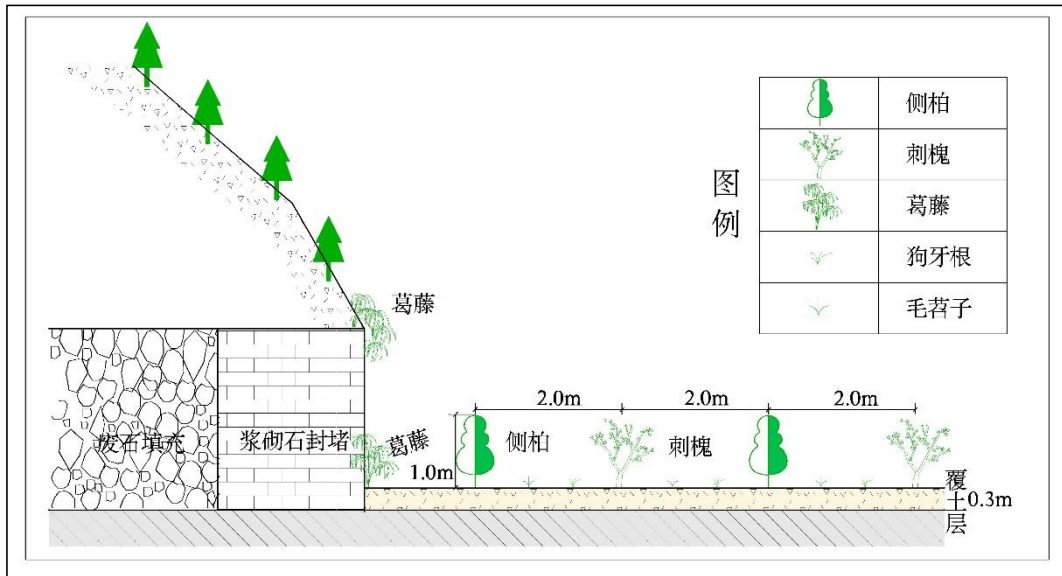 图例
侧柏
刺槐
葛藤
狗牙根
毛苕子
葛藤
2.0m
2.0m
2.0m
废石填充
浆砌石封堵
葛藤
1.0m
侧柏
刺槐
覆土层
0.3m